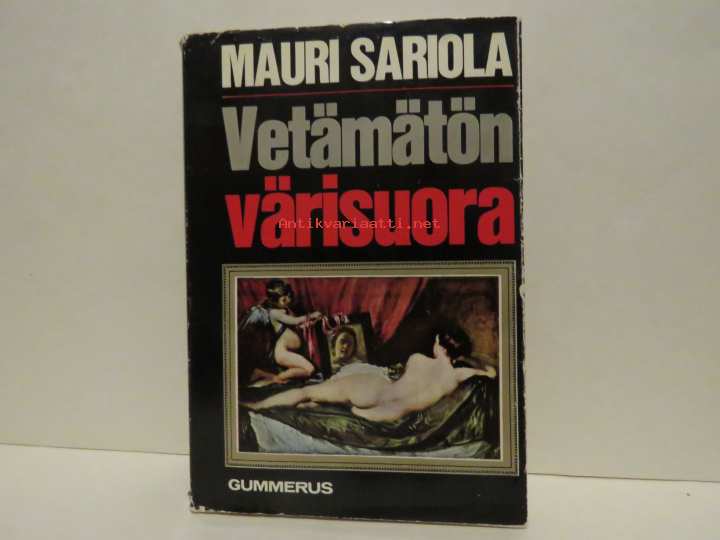 MAURI SARIOLA
Vetämätön
värisuora
Antikvariaatti.net
GUMMERUS